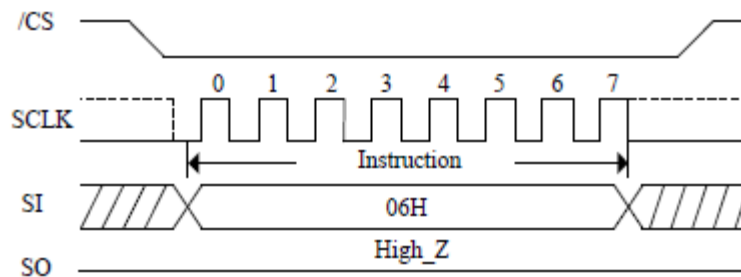 /CS
0 1 2 3 4 5 6 7
SCLK
Instruction
SI
06H
High_Z
SO